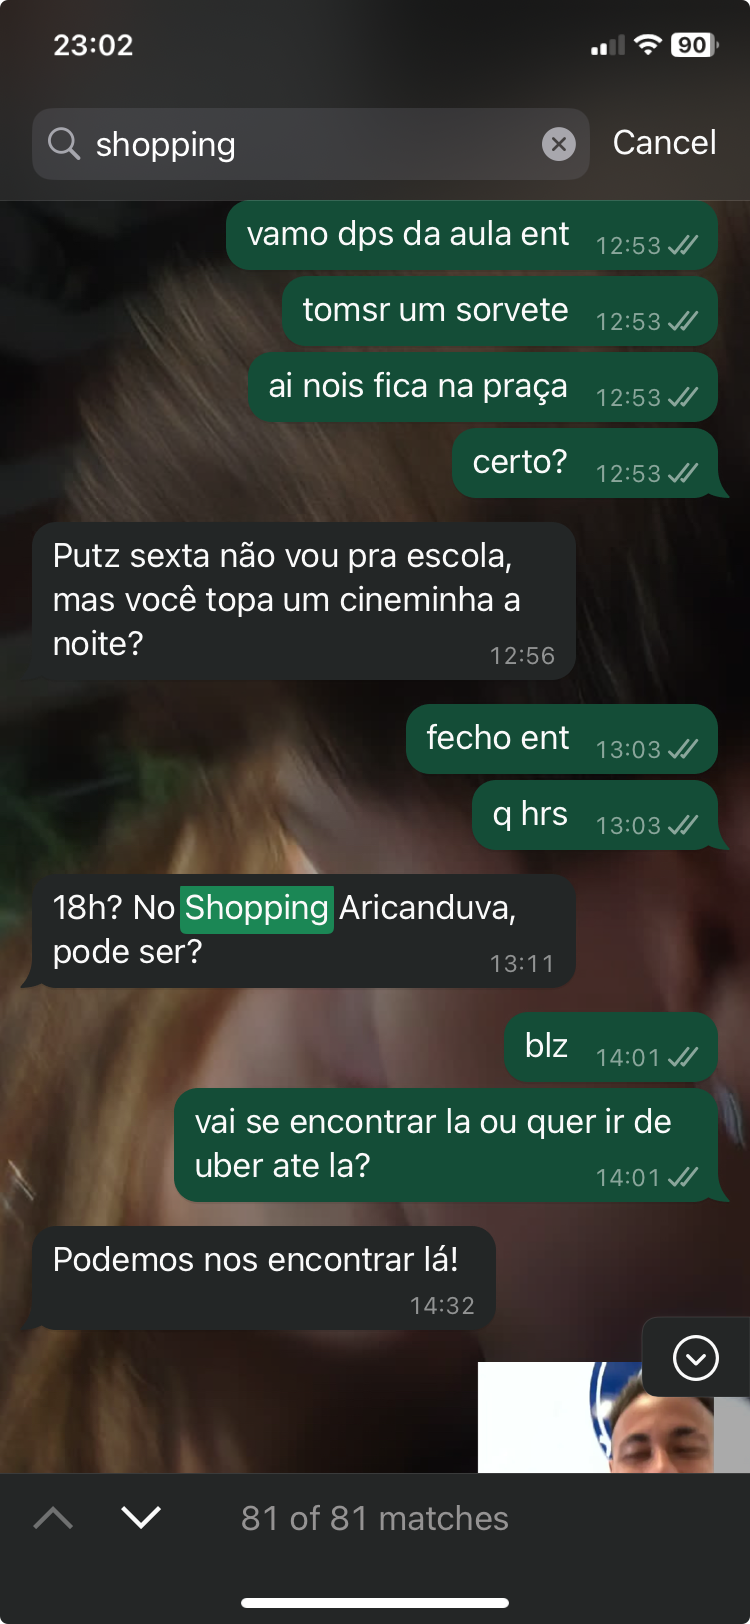 23:02
90
shopping
Cancel
vamo dps da aula ent 12:53
tomsr um sorvete 12:53
ai nois fica na praça 12:53
certo? 12:53
Putz sexta não vou pra escola,
mas você topa um cineminha a
noite?
12:56
fecho ent 13:03
q hrs 13:03
18h? No Shopping Aricanduva,
pode ser?
13:11
blz 14:01
vai se encontrar la ou quer ir de
uber ate la?
14:01
Podemos nos encontrar lá!
14:32
81 of 81 matches